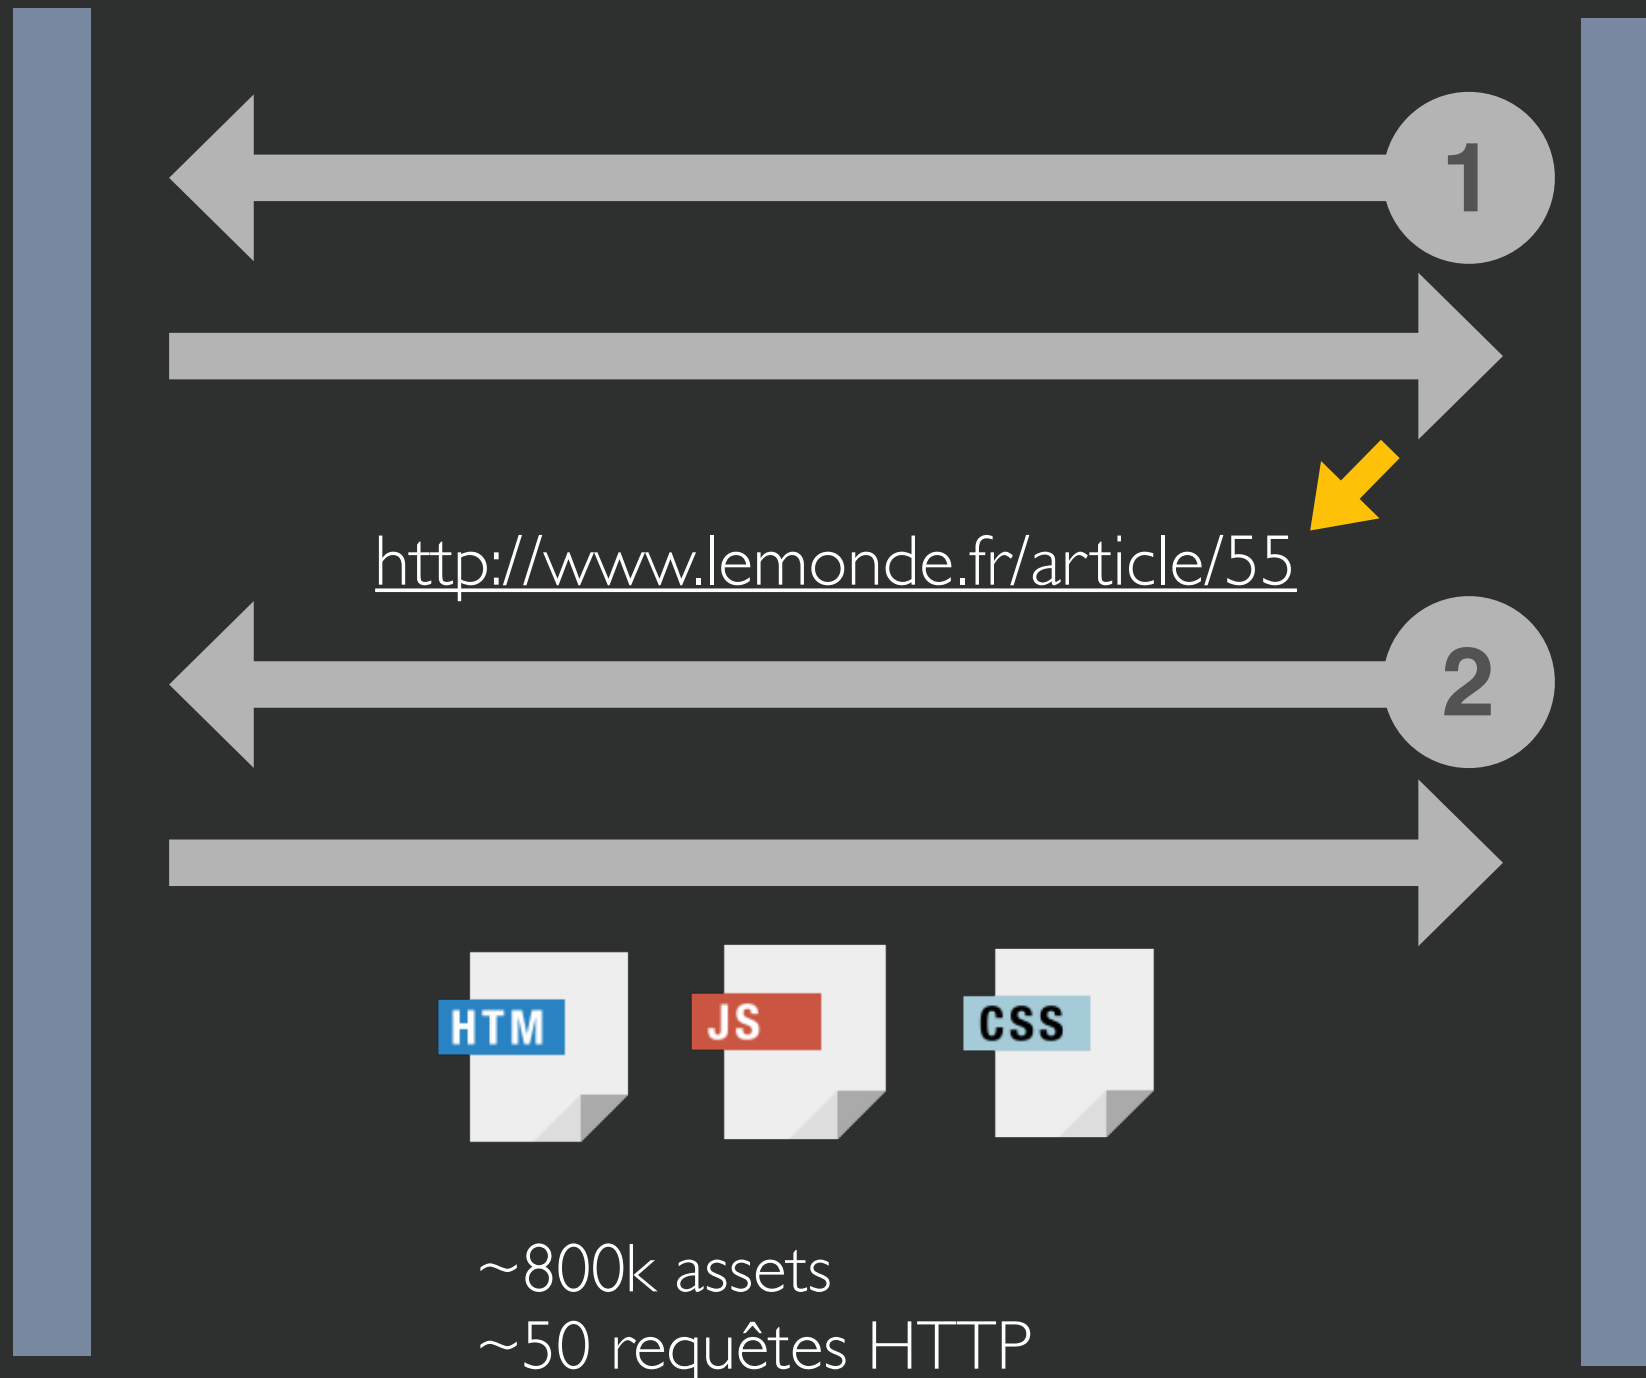 1
http://www.lemonde.fr/article/55
2
HTM
JS
CSS
~800k assets
~50 requêtes HTTP